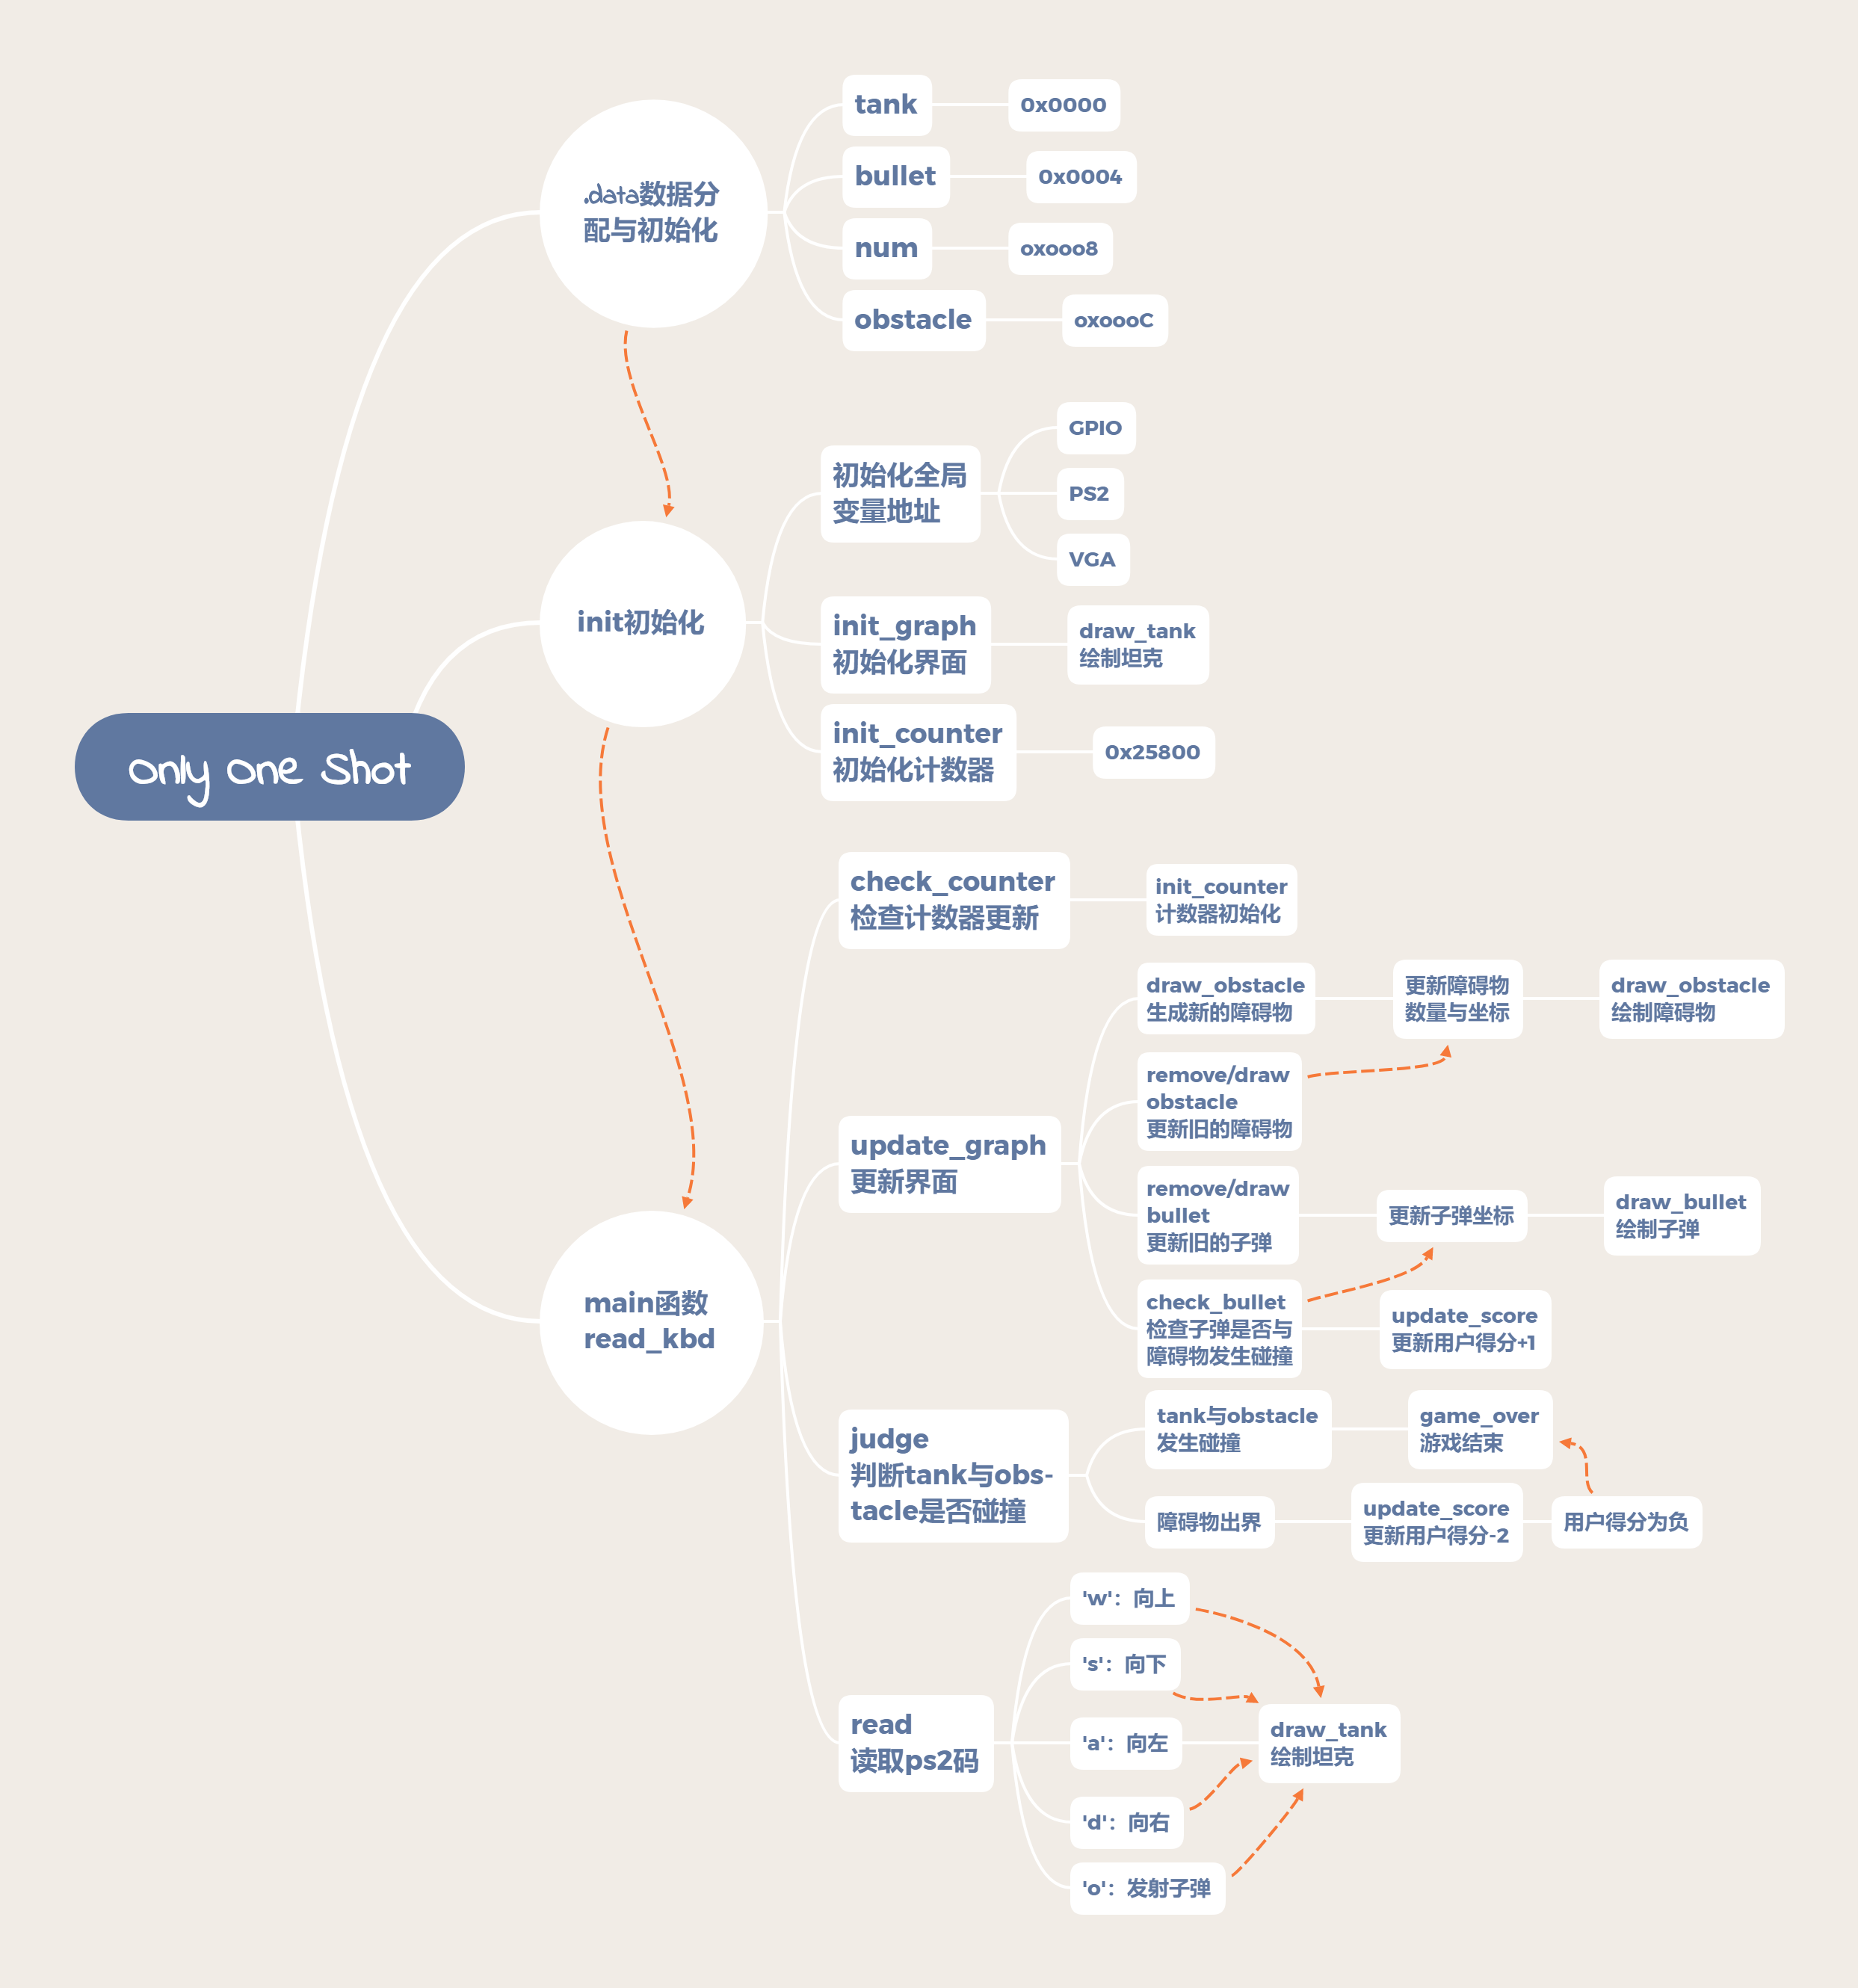 .data数据分
配与初始化
tank
0x0000
bullet
0x0004
num
oxooo8
obstacle
oxoooC
init初始化
初始化全局
变量地址
GPIO
PS2
VGA
init_graph
初始化界面
draw_tank
绘制坦克
init_counter
初始化计数器
0x25800
Only One Shot
main函数
read_kbd
check_counter
检查计数器更新
init_counter
计数器初始化
update_graph
更新界面
draw_obstacle
生成新的障碍物
更新障碍物
数量与坐标
draw_obstacle
绘制障碍物
remove/draw
obstacle
更新旧的障碍物
remove/draw
bullet
更新旧的子弹
更新子弹坐标
draw_bullet
绘制子弹
check_bullet
检查子弹是否与
障碍物发生碰撞
update_score
更新用户得分+1
judge
判断tank与obs-
tacle是否碰撞
tank与obstacle
发生碰撞
game_over
游戏结束
障碍物出界
update_score
更新用户得分-2
用户得分为负
read
读取ps2码
'w'：向上
's'：向下
'a'：向左
'd'：向右
'o'：发射子弹
draw_tank
绘制坦克